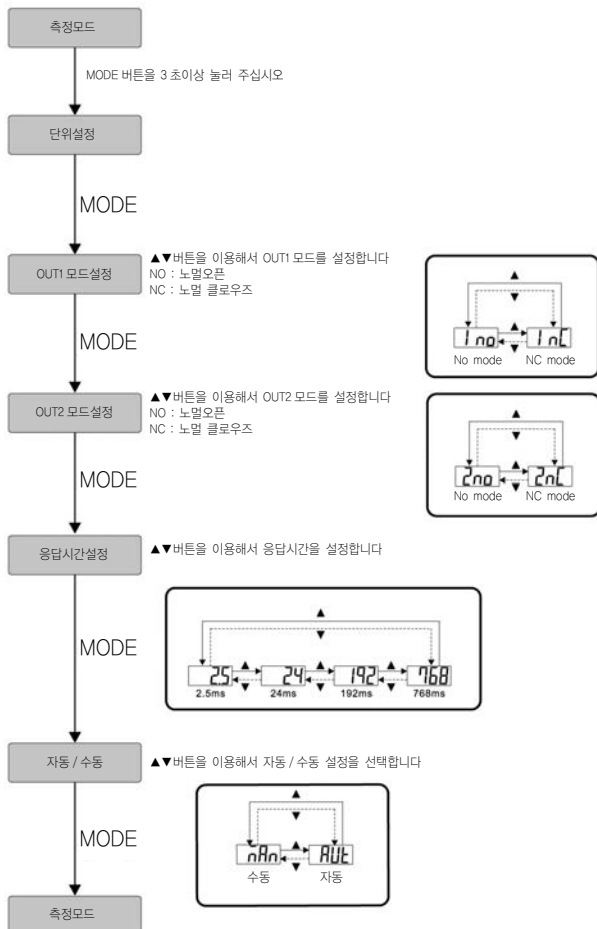 측정모드
MODE 버튼을 3 초이상 눌러 주십시오
단위설정
MODE
OUT1 모드설정
▲▼버튼을 이용해서 OUT1 모드를 설정합니다
NO : 노멀오픈
NC : 노멀 클로우즈
▲
▼
1 no ▲ ▼ 1 nC
No mode NC mode
MODE
OUT2 모드설정
▲▼버튼을 이용해서 OUT2 모드를 설정합니다
NO : 노멀오픈
NC : 노멀 클로우즈
▲
▼
2no ▲ ▼ 2nC
No mode NC mode
MODE
응답시간설정
▲▼버튼을 이용해서 응답시간을 설정합니다
▲
▼
2.5 ▲ ▼ 24 ▲ ▼ 192 ▲ ▼ 768
2.5ms 24ms 192ms 768ms
MODE
자동 / 수동
▲▼버튼을 이용해서 자동 / 수동 설정을 선택합니다
▲
▼
nAn ▲ ▼ AUt
수동 자동
MODE
측정모드